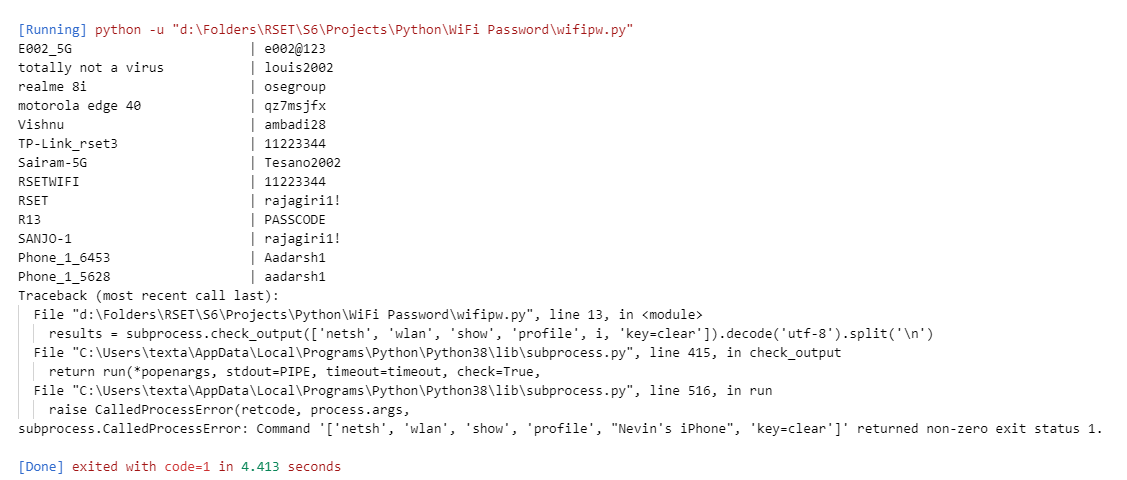 [Running] python -u "d:\Folders\RSET\S6\Projects\Python\WiFi Password\wifipw.py"
E002_5G | e002@123
totally not a virus | louis2002
realme 8i | osegroup
motorola edge 40 | qz7msjfx
Vishnu | ambadi28
TP-Link_rset3 | 11223344
Sairam-5G | Tesano2002
RSETWIFI | 11223344
RSET | rajagiri1!
R13 | PASSCODE
SANJO-1 | rajagiri1!
Phone_1_6453 | Aadarsh1
Phone_1_5628 | aadarsh1
Traceback (most recent call last):
File "d:\Folders\RSET\S6\Projects\Python\WiFi Password\wifipw.py", line 13, in <module>
results = subprocess.check_output(['netsh', 'wlan', 'show', 'profile', i, 'key=clear']).decode('utf-8').split('\n')
File "C:\Users\texta\AppData\Local\Programs\Python\Python38\lib\subprocess.py", line 415, in check_output
return run(*popenargs, stdout=PIPE, timeout=timeout, check=True,
File "C:\Users\texta\AppData\Local\Programs\Python\Python38\lib\subprocess.py", line 516, in run
raise CalledProcessError(retcode, process.args,
subprocess.CalledProcessError: Command '['netsh', 'wlan', 'show', 'profile', "Nevin's iPhone", 'key=clear']' returned non-zero exit status 1.
[Done] exited with code=1 in 4.413 seconds